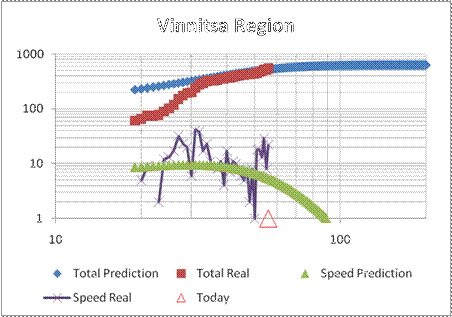 Vinnitsa Region
1000
100
10
1
10 100
Total Prediction Total Real Speed Prediction
Speed Real Today